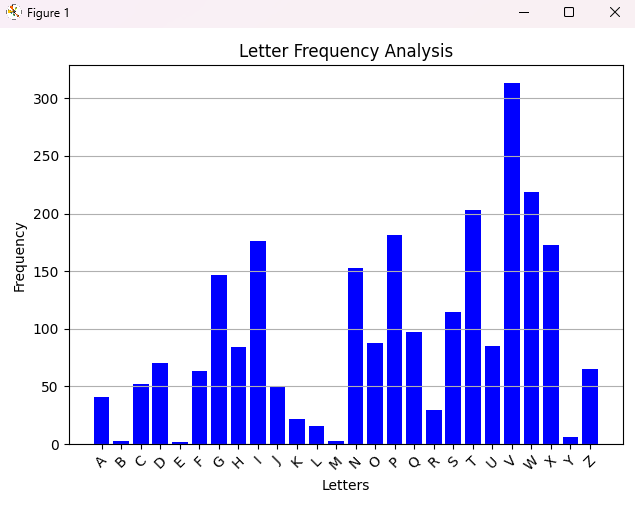 Figure 1
Letter Frequency Analysis
300
250
200
150
100
50
0
Frequency
A B C D E F G H I J K L M N O P Q R S T U V W X Y Z
Letters